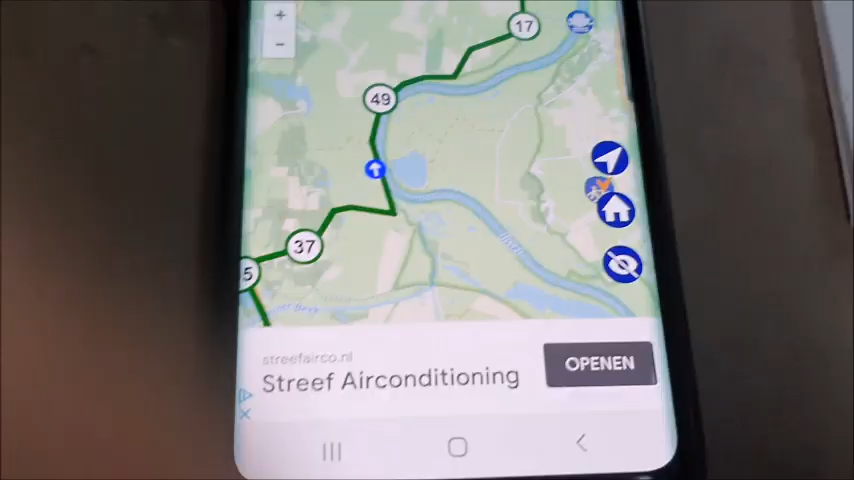 +
17
−
49
37
5
IJssel
streefairco.nl
Streef Airconditioning
OPENEN